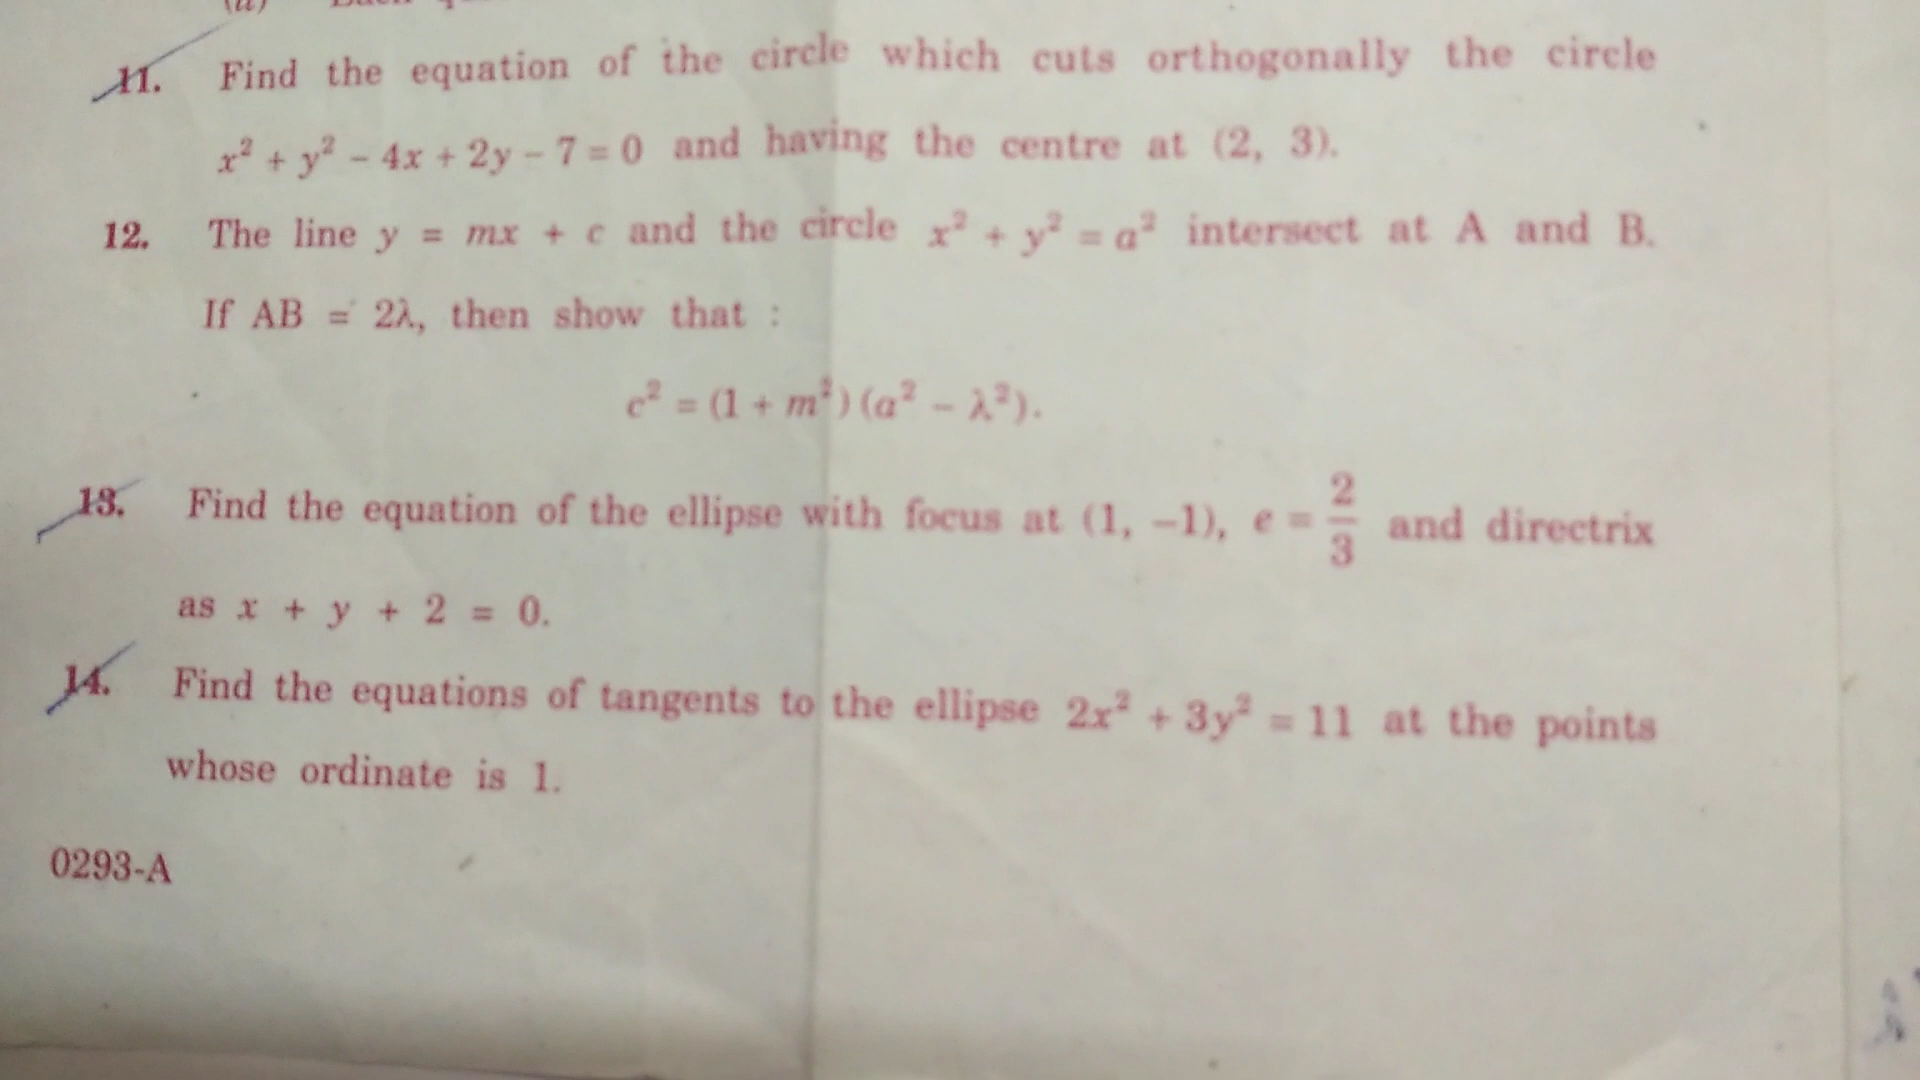 11. Find the equation of the circle which cuts orthogonally the circle
x² + y² – 4x + 2y – 7 = 0 and having the centre at (2, 3).
12. The line y = mx + c and the circle x² + y² = a² intersect at A and B.
If AB = 2λ, then show that :
c² = (1 + m²) (a² – λ²).
13. Find the equation of the ellipse with focus at (1, –1), e = 2/3 and directrix
as x + y + 2 = 0.
14. Find the equations of tangents to the ellipse 2x² + 3y² = 11 at the points
whose ordinate is 1.
0293-A